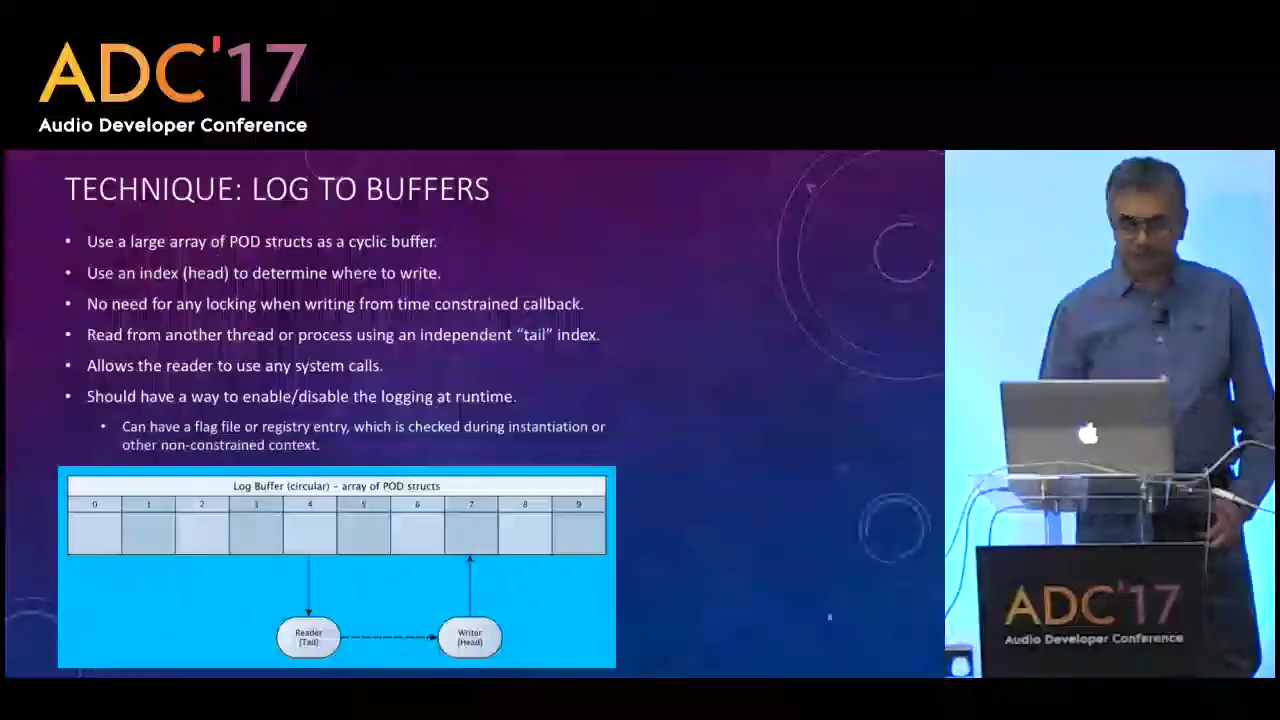 ADC'17
Audio Developer Conference
TECHNIQUE: LOG TO BUFFERS
• Use a large array of POD structs as a cyclic buffer.
• Use an index (head) to determine where to write.
• No need for any locking when writing from time constrained callback.
• Read from another thread or process using an independent “tail” index.
• Allows the reader to use any system calls.
• Should have a way to enable/disable the logging at runtime.
• Can have a flag file or registry entry, which is checked during instantiation or
other non-constrained context.
Log Buffer (circular) – array of POD structs
0 1 2 3 4 5 6 7 8 9
Reader
(Tail)
Writer
(Head)
8
ADC'17
Audio Developer Conference